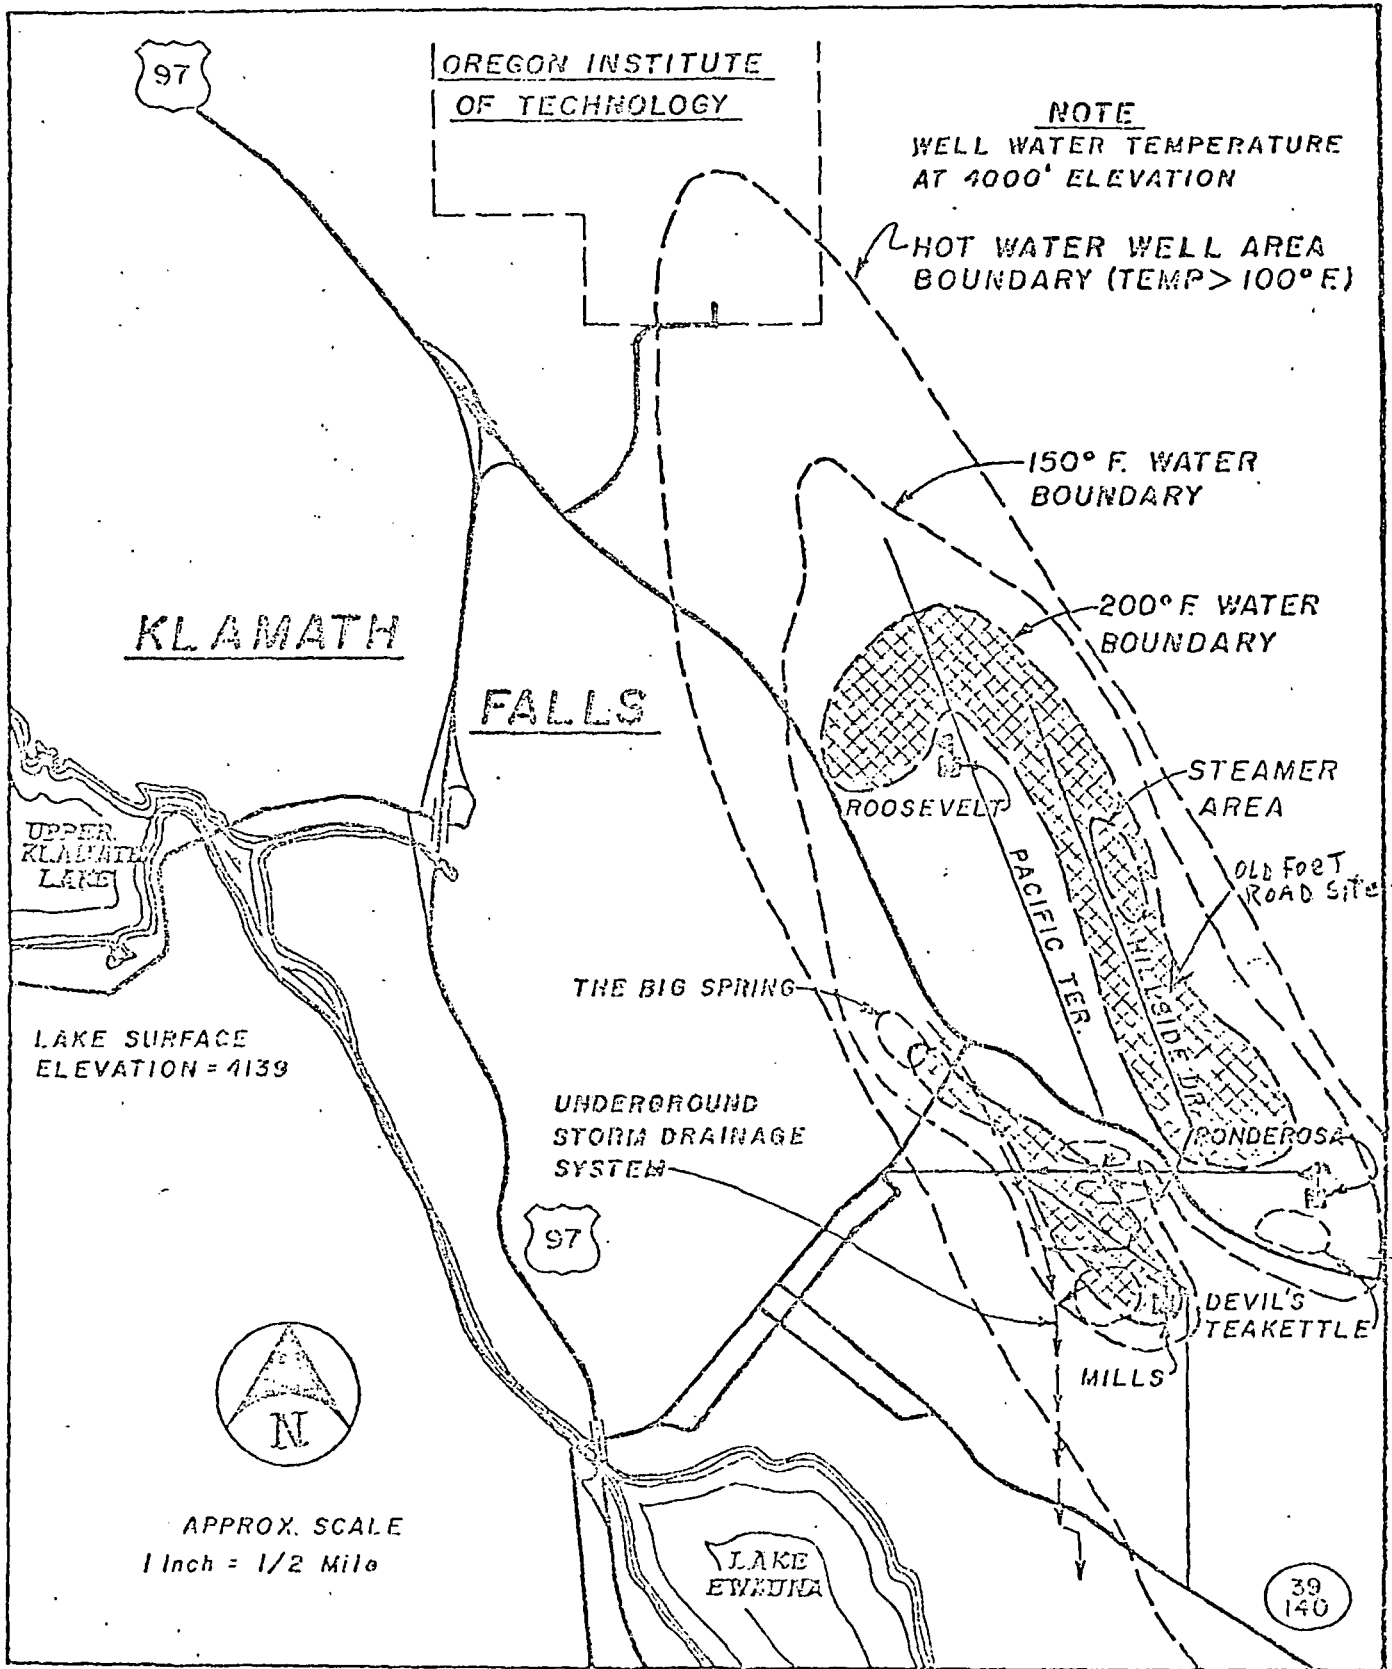 97
OREGON INSTITUTE
OF TECHNOLOGY
NOTE
WELL WATER TEMPERATURE
AT 4000' ELEVATION
HOT WATER WELL AREA
BOUNDARY (TEMP > 100° F.)
150° F. WATER
BOUNDARY
200° F. WATER
BOUNDARY
KLAMATH
FALLS
STEAMER
AREA
ROOSEVELT
UPPER
KLAMATH
LAKE
OLD FORT
ROAD Site
PACIFIC TER.
HILLSIDE DR.
THE BIG SPRING
LAKE SURFACE
ELEVATION = 4139
UNDERGROUND
STORM DRAINAGE
SYSTEM
PONDEROSA
97
DEVIL'S
TEAKETTLE
MILLS
N
APPROX. SCALE
1 Inch = 1/2 Mile
LAKE
EWAUNA
39
140